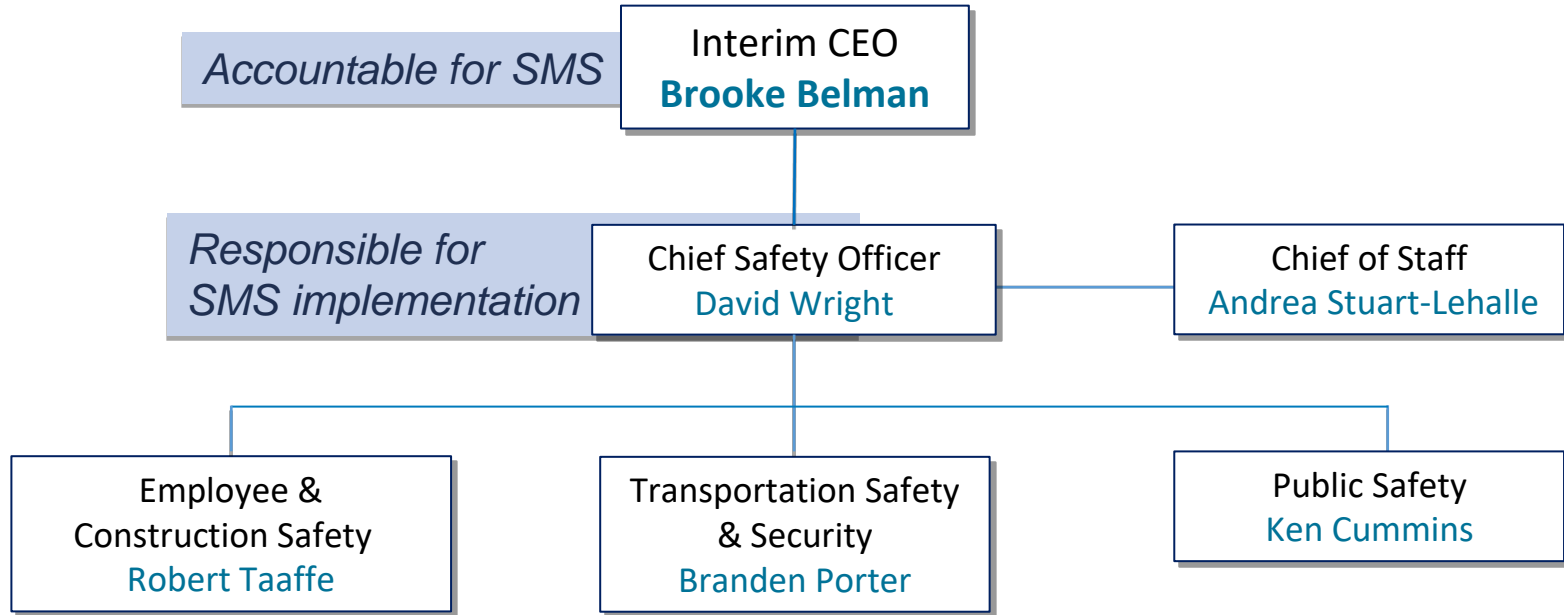 Accountable for SMS
Interim CEO
Brooke Belman
Responsible for
SMS implementation
Chief Safety Officer
David Wright
Chief of Staff
Andrea Stuart-Lehalle
Employee &
Construction Safety
Robert Taaffe
Transportation Safety
& Security
Branden Porter
Public Safety
Ken Cummins